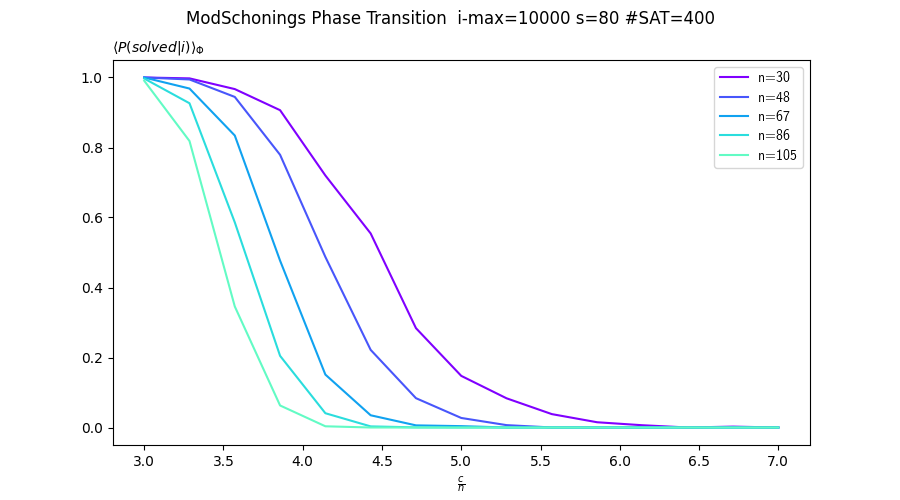 ModSchonings Phase Transition  i-max=10000 s=80 #SAT=400
⟨P(solved|i)⟩Φ
1.0
0.8
0.6
0.4
0.2
0.0
n=30
n=48
n=67
n=86
n=105
3.0 3.5 4.0 4.5 5.0 5.5 6.0 6.5 7.0
c
n